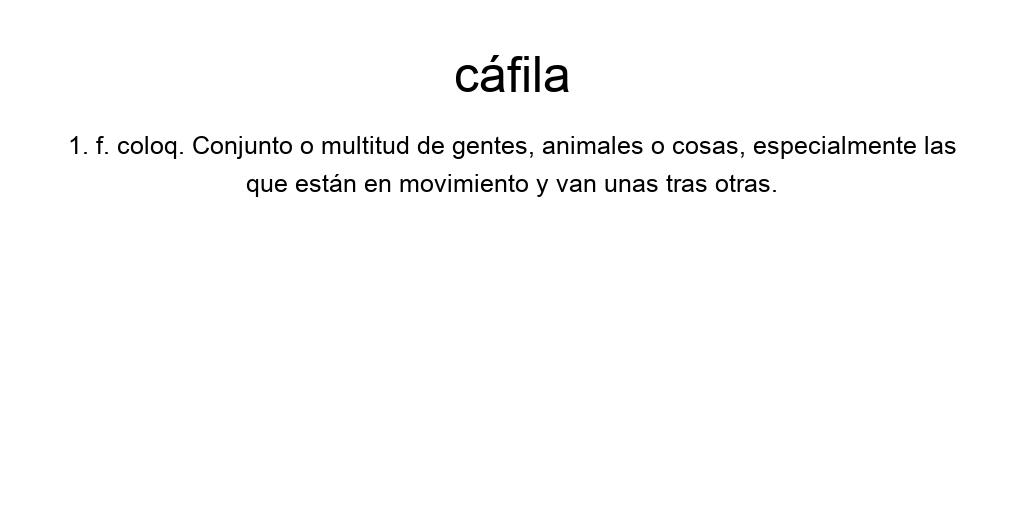 cáfila
1. f. coloq. Conjunto o multitud de gentes, animales o cosas, especialmente las
que están en movimiento y van unas tras otras.